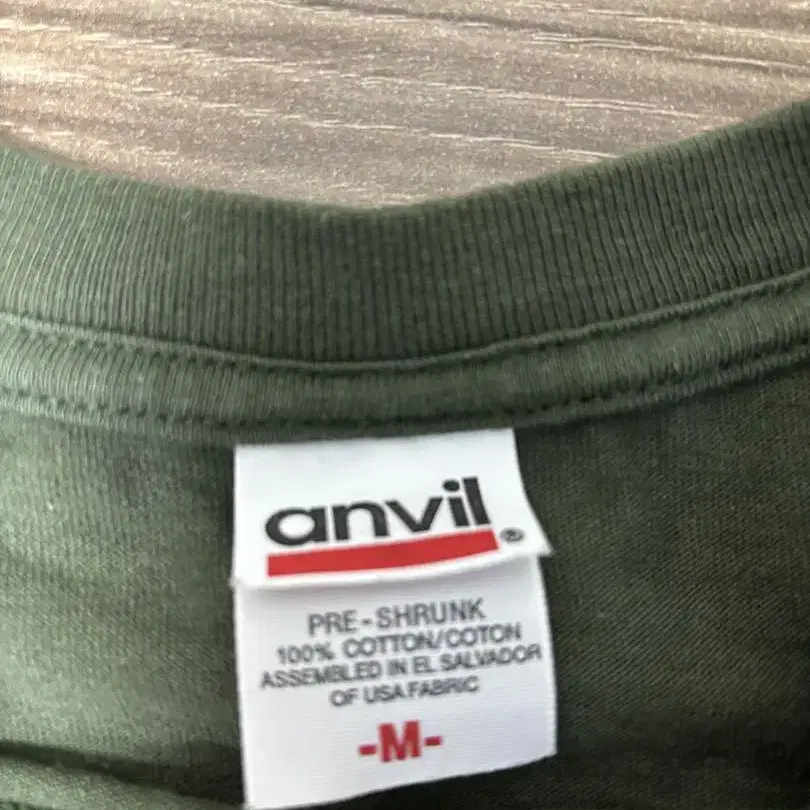 anvil®
PRE-SHRUNK
100% COTTON/COTON
ASSEMBLED IN EL SALVADOR
OF USA FABRIC
-M-